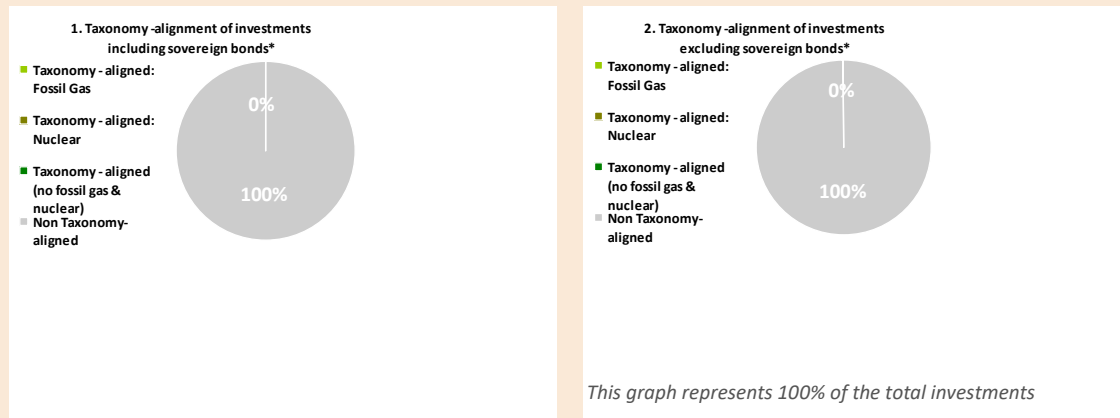 1. Taxonomy -alignment of investments
including sovereign bonds*
Taxonomy - aligned:
Fossil Gas
Taxonomy - aligned:
Nuclear
Taxonomy - aligned
(no fossil gas &
nuclear)
Non Taxonomy-
aligned
0%
100%
2. Taxonomy -alignment of investments
excluding sovereign bonds*
Taxonomy - aligned:
Fossil Gas
Taxonomy - aligned:
Nuclear
Taxonomy - aligned
(no fossil gas &
nuclear)
Non Taxonomy-
aligned
0%
100%
This graph represents 100% of the total investments